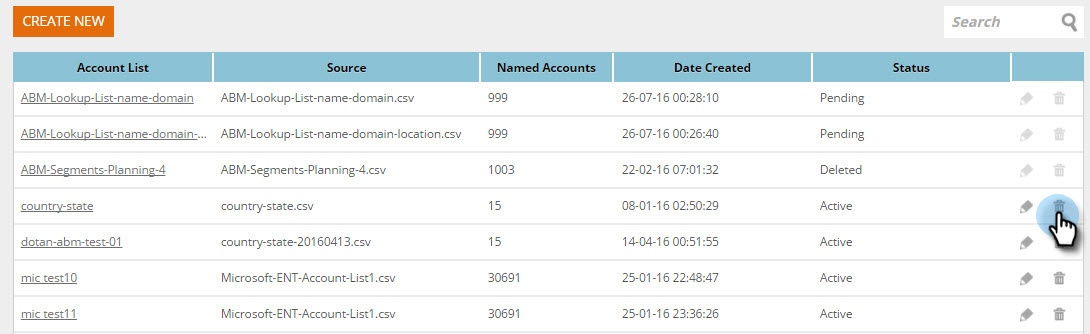 CREATE NEW Search
Account List Source Named Accounts Date Created Status
ABM-Lookup-List-name-domain ABM-Lookup-List-name-domain.csv 999 26-07-16 00:28:10 Pending
ABM-Lookup-List-name-domain-... ABM-Lookup-List-name-domain-location.csv 999 26-07-16 00:26:40 Pending
ABM-Segments-Planning-4 ABM-Segments-Planning-4.csv 1003 22-02-16 07:01:32 Deleted
country-state country-state.csv 15 08-01-16 02:50:29 Active
dotan-abm-test-01 country-state-20160413.csv 15 14-04-16 00:51:55 Active
mic test10 Microsoft-ENT-Account-List1.csv 30691 25-01-16 22:48:47 Active
mic test11 Microsoft-ENT-Account-List1.csv 30691 25-01-16 23:36:26 Active